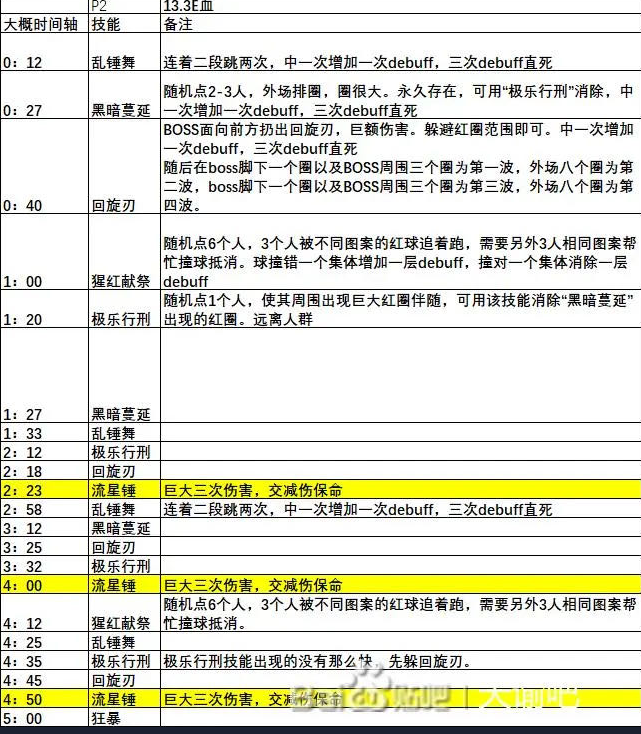 P2 13.3E血
大概时间轴 技能 备注
0：12 乱锤舞 连着二段跳两次，中一次增加一次debuff，三次debuff直死
随机点2-3人，外场排圈，圈很大。永久存在，可用“极乐行刑”消除，中
0：27 黑暗蔓延 一次增加一次debuff，三次debuff直死
BOSS面向前方扔出回旋刃，巨额伤害。躲避红圈范围即可。中一次增加
一次debuff，三次debuff直死
随后在boss脚下一个圈以及BOSS周围三个圈为第一波，外场八个圈为第
二波，boss脚下一个圈以及BOSS周围三个圈为第三波，外场八个圈为第
0：40 回旋刃 四波。
随机点6个人，3个人被不同图案的红球追着跑，需要另外3人相同图案帮
忙撞球抵消。球撞错一个集体增加一层debuff，撞对一个集体消除一层
1：00 猩红献祭 debuff
随机点1个人，使其周围出现巨大红圈伴随，可用该技能消除“黑暗蔓延”
1：20 极乐行刑 出现的红圈。远离人群
1：27 黑暗蔓延
1：33 乱锤舞
2：12 极乐行刑
2：18 回旋刃
2：23 流星锤 巨大三次伤害，交减伤保命
2：58 乱锤舞 连着二段跳两次，中一次增加一次debuff，三次debuff直死
3：12 黑暗蔓延
3：25 回旋刃
3：32 极乐行刑
4：00 流星锤 巨大三次伤害，交减伤保命
随机点6个人，3个人被不同图案的红球追着跑，需要另外3人相同图案帮
4：12 猩红献祭 忙撞球抵消。
4：25 乱锤舞
4：35 极乐行刑 极乐行刑技能出现的没有那么快，先躲回旋刃。
4：45 回旋刃
4：50 流星锤 巨大三次伤害，交减伤保命
5：00 狂暴
Bai 贴吧